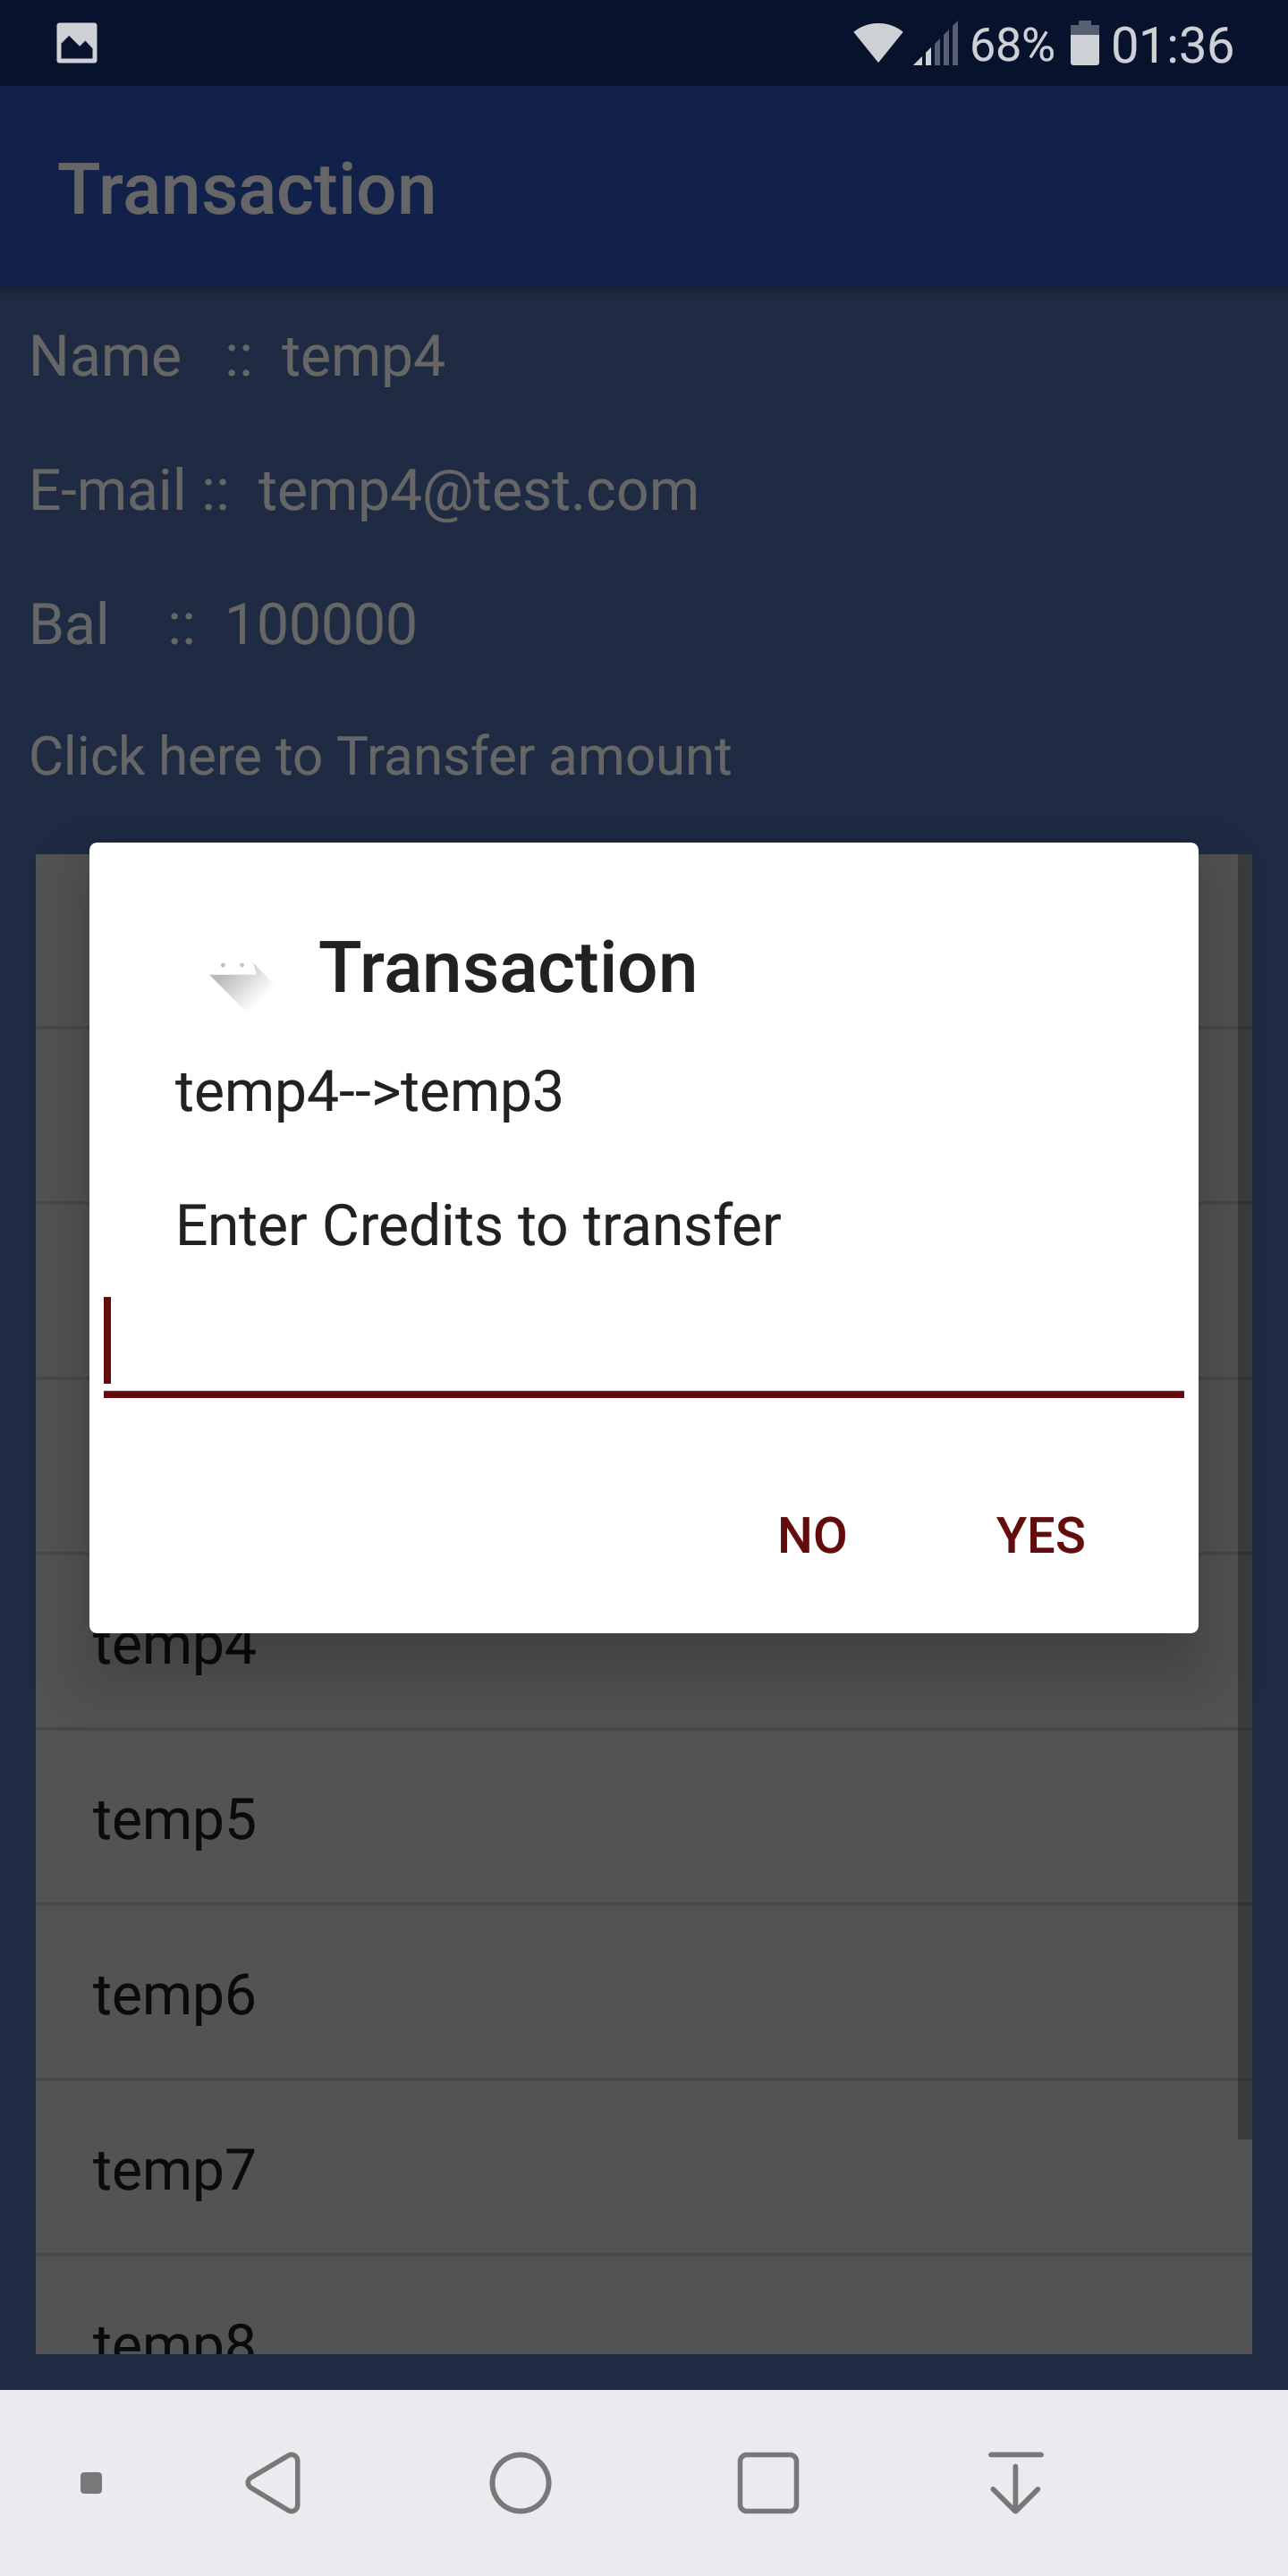 68% 01:36
Transaction
Name :: temp4
E-mail :: temp4@test.com
Bal :: 100000
Click here to Transfer amount
Transaction
temp4-->temp3
Enter Credits to transfer
NO YES
temp4
temp5
temp6
temp7
temp8